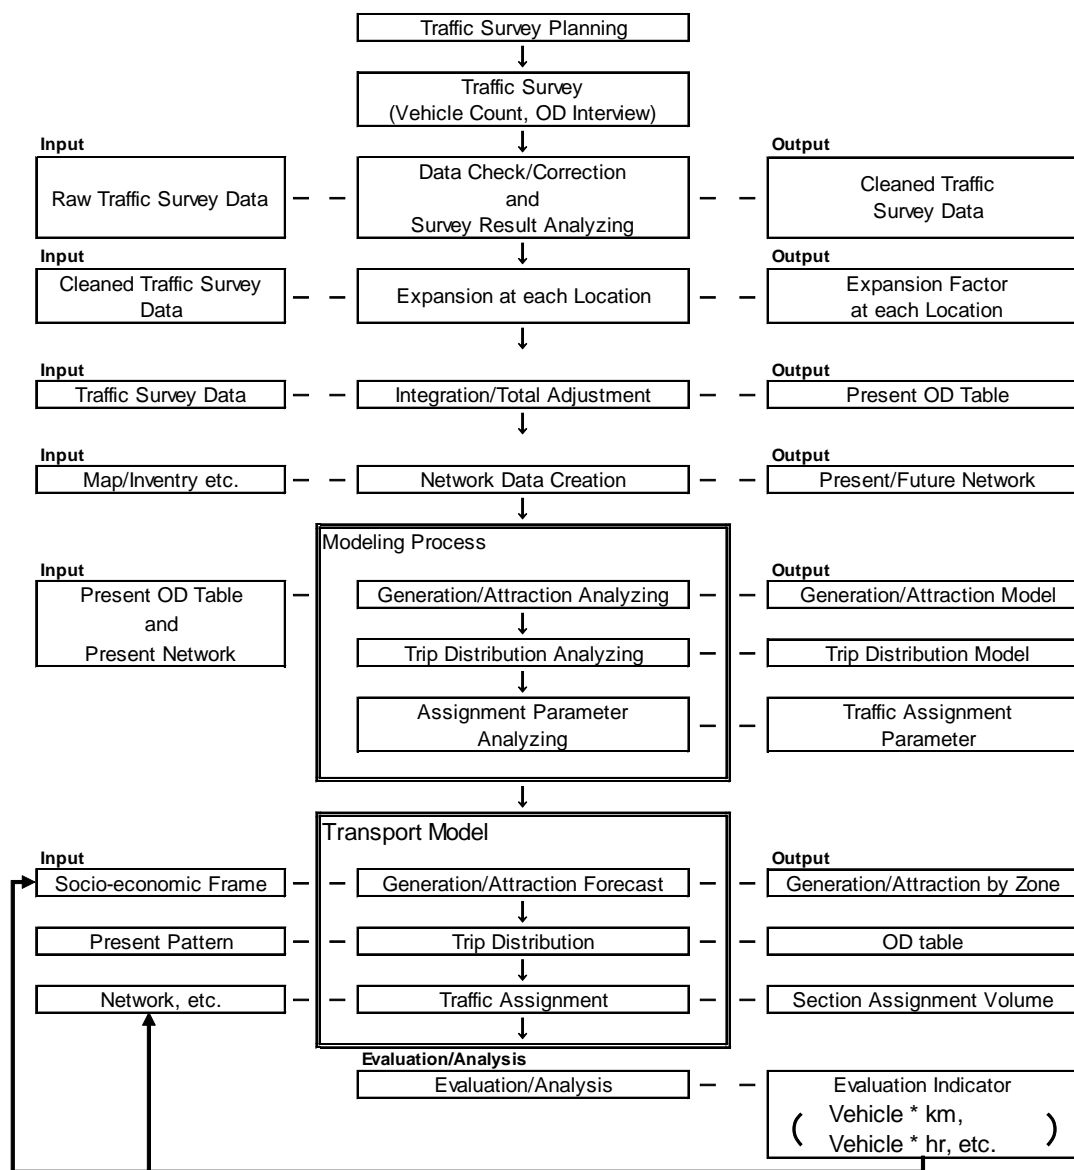 Traffic Survey Planning
Traffic Survey
(Vehicle Count, OD Interview)
Input
Output
Raw Traffic Survey Data
Data Check/Correction
and
Survey Result Analyzing
Cleaned Traffic
Survey Data
Input
Output
Cleaned Traffic Survey
Data
Expansion at each Location
Expansion Factor
at each Location
Input
Output
Traffic Survey Data
Integration/Total Adjustment
Present OD Table
Input
Output
Map/Inventry etc.
Network Data Creation
Present/Future Network
Modeling Process
Input
Output
Present OD Table
and
Present Network
Generation/Attraction Analyzing
Generation/Attraction Model
Trip Distribution Analyzing
Trip Distribution Model
Assignment Parameter
Analyzing
Traffic Assignment
Parameter
Transport Model
Input
Output
Socio-economic Frame
Generation/Attraction Forecast
Generation/Attraction by Zone
Present Pattern
Trip Distribution
OD table
Network, etc.
Traffic Assignment
Section Assignment Volume
Evaluation/Analysis
Evaluation/Analysis
Evaluation Indicator
( Vehicle * km,
Vehicle * hr, etc. )